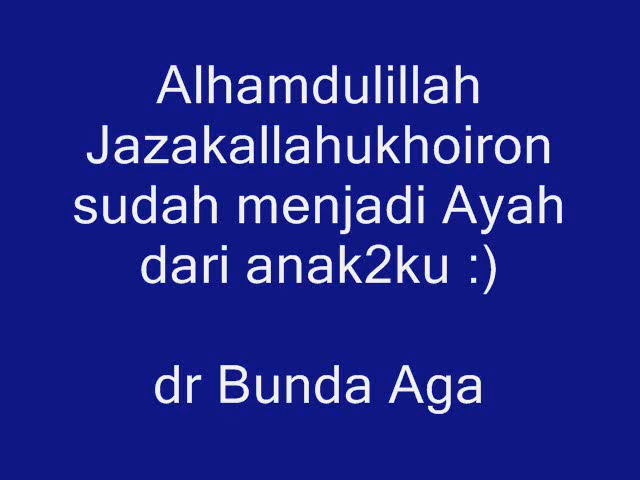 Alhamdulillah
Jazakallahukhoiron
sudah menjadi Ayah
dari anak2ku :)
dr Bunda Aga